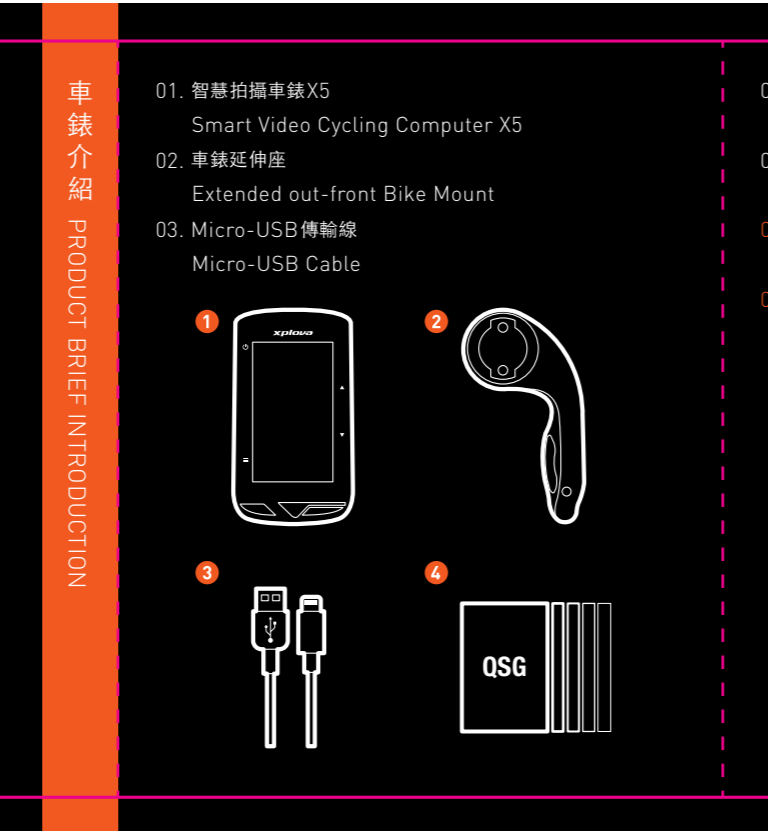 車錶介紹 PRODUCT BRIEF INTRODUCTION
01. 智慧拍攝車錶X5
Smart Video Cycling Computer X5
02. 車錶延伸座
Extended out-front Bike Mount
03. Micro-USB傳輸線
Micro-USB Cable
1
xplova
2
3
4
QSG